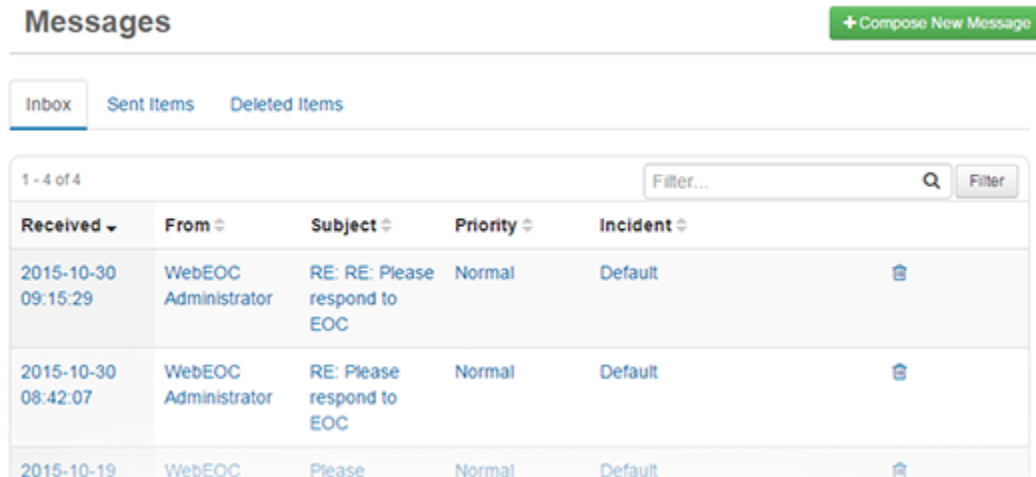 Messages
+ Compose New Message
Inbox Sent Items Deleted Items
1 - 4 of 4 Filter... Filter
Received From Subject Priority Incident
2015-10-30 WebEOC RE: RE: Please Normal Default
09:15:29 Administrator respond to
EOC
2015-10-30 WebEOC RE: Please Normal Default
08:42:07 Administrator respond to
EOC
2015-10-19 WebEOC Please Normal Default